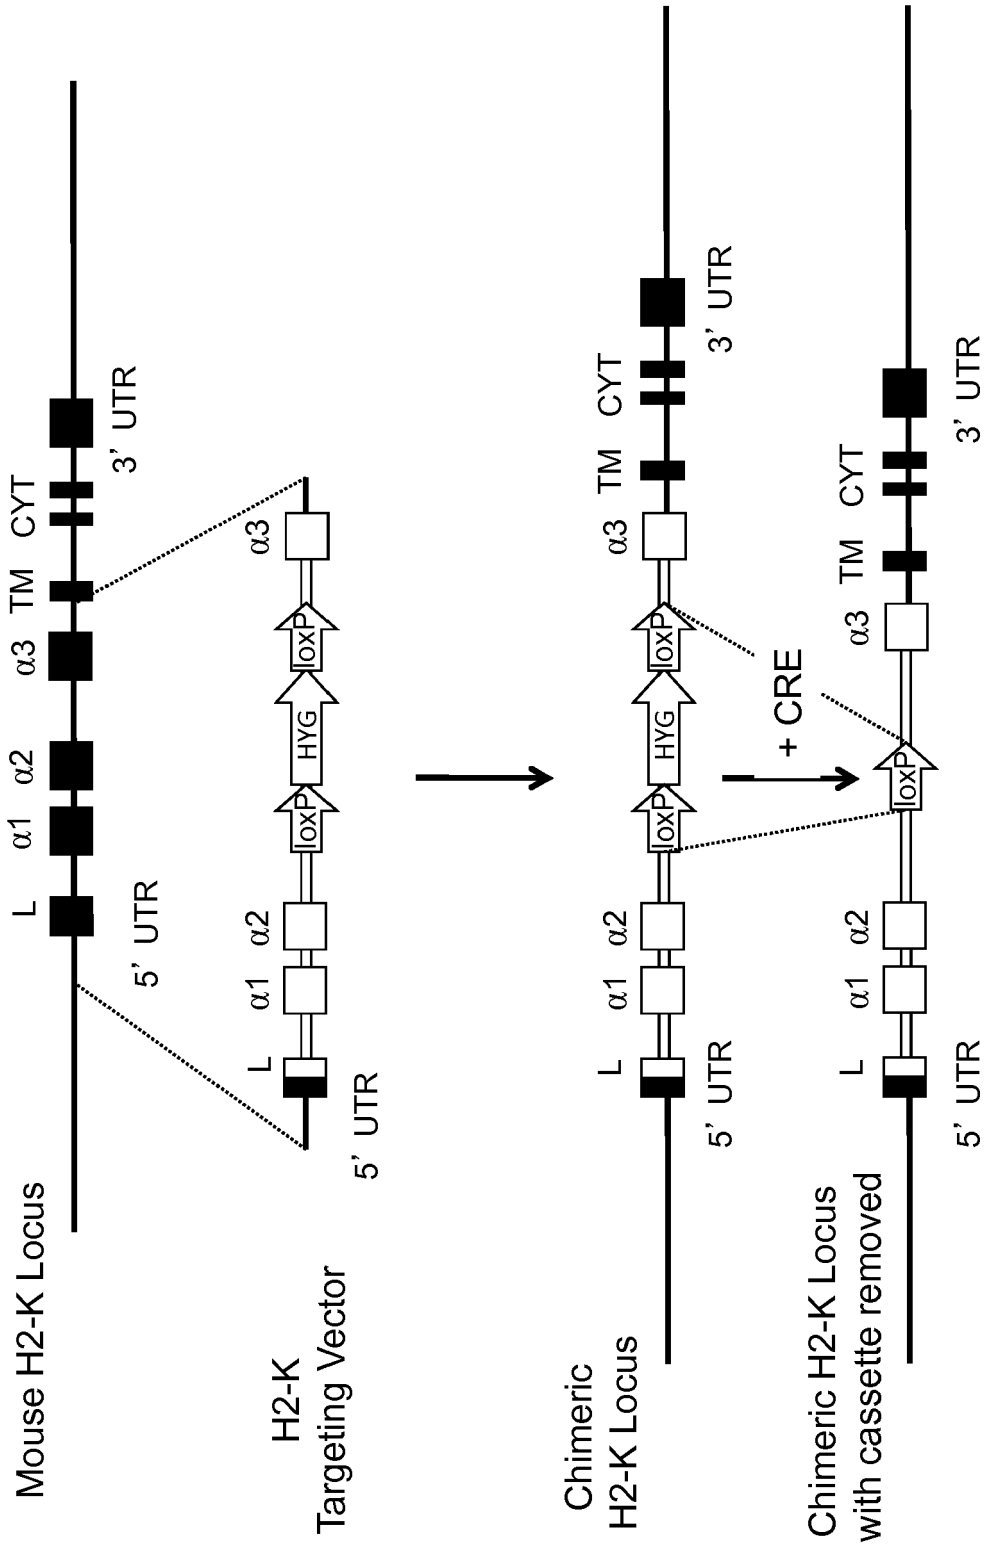 Mouse H2-K Locus
L α1 α2 α3 TM CYT
5’ UTR 3’ UTR
H2-K
Targeting Vector
L α1 α2 α3
loxP HYG loxP
5’ UTR
Chimeric
H2-K Locus
L α1 α2 α3 TM CYT
loxP HYG loxP
5’ UTR 3’ UTR
+ CRE
Chimeric H2-K Locus
with cassette removed
L α1 α2 α3 TM CYT
loxP
5’ UTR 3’ UTR